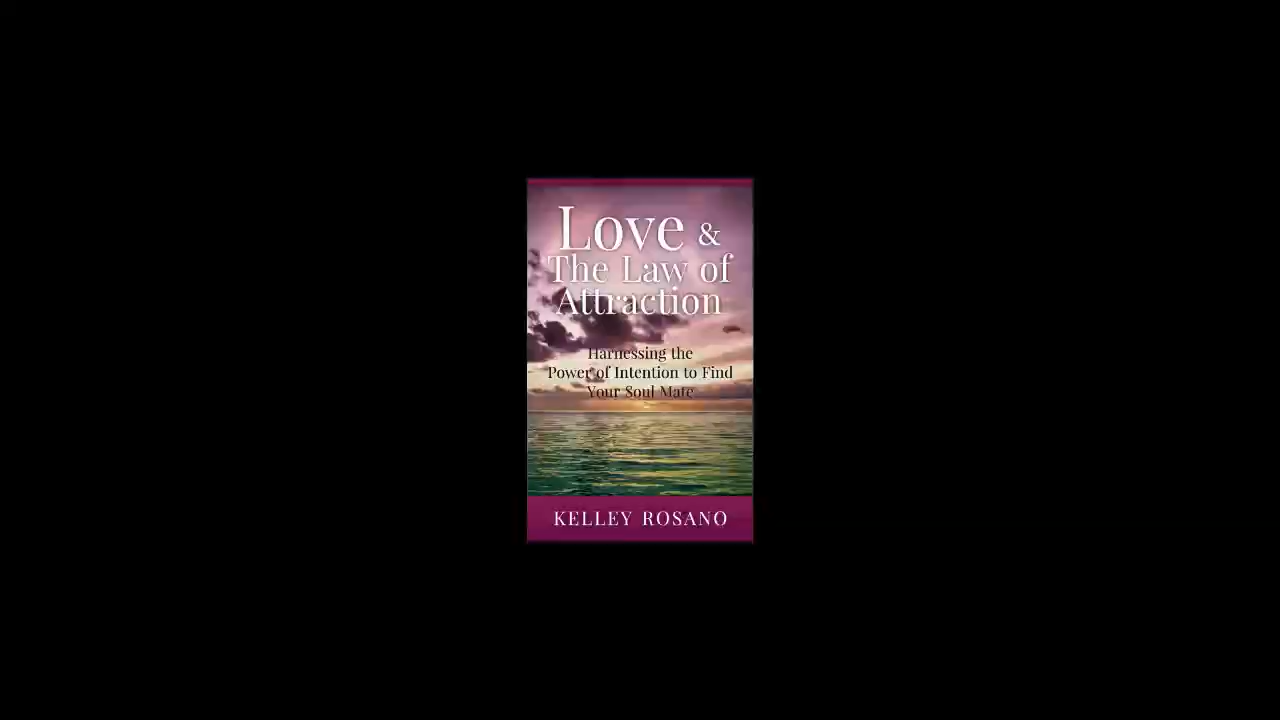 Love &
The Law of
Attraction
Harnessing the
Power of Intention to Find
Your Soul Mate
KELLEY ROSANO